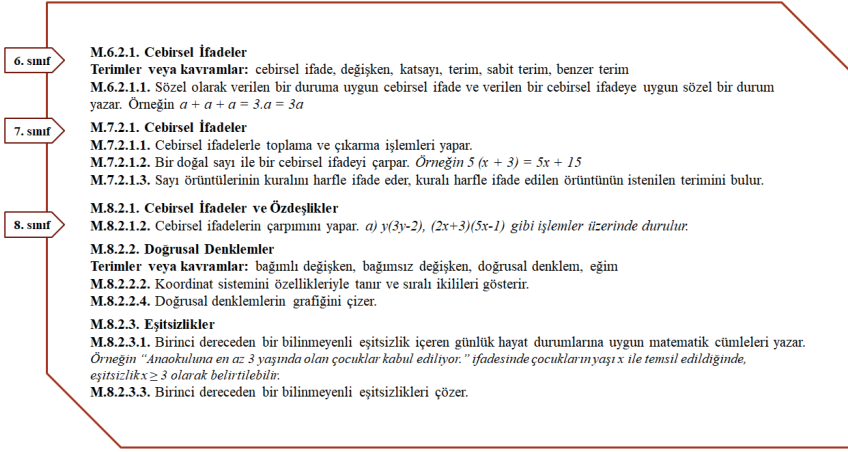 6. sınıf
M.6.2.1. Cebirsel İfadeler
Terimler veya kavramlar: cebirsel ifade, değişken, katsayı, terim, sabit terim, benzer terim
M.6.2.1.1. Sözel olarak verilen bir duruma uygun cebirsel ifade ve verilen bir cebirsel ifadeye uygun sözel bir durum
yazar. Örneğin a + a + a = 3.a = 3a
7. sınıf
M.7.2.1. Cebirsel İfadeler
M.7.2.1.1. Cebirsel ifadelerle toplama ve çıkarma işlemleri yapar.
M.7.2.1.2. Bir doğal sayı ile bir cebirsel ifadeyi çarpar. Örneğin 5 (x + 3) = 5x + 15
M.7.2.1.3. Sayı örüntülerinin kuralını harfle ifade eder, kuralı harfle ifade edilen örüntünün istenilen terimini bulur.
8. sınıf
M.8.2.1. Cebirsel İfadeler ve Özdeşlikler
M.8.2.1.2. Cebirsel ifadelerin çarpımını yapar. a) y(3y-2), (2x+3)(5x-1) gibi işlemler üzerinde durulur.
M.8.2.2. Doğrusal Denklemler
Terimler veya kavramlar: bağımlı değişken, bağımsız değişken, doğrusal denklem, eğim
M.8.2.2.2. Koordinat sistemini özellikleriyle tanır ve sıralı ikilileri gösterir.
M.8.2.2.4. Doğrusal denklemlerin grafiğini çizer.
M.8.2.3. Eşitsizlikler
M.8.2.3.1. Birinci dereceden bir bilinmeyenli eşitsizlik içeren günlük hayat durumlarına uygun matematik cümleleri yazar.
Örneğin “Anaokuluna en az 3 yaşında olan çocuklar kabul ediliyor.” ifadesinde çocukların yaşı x ile temsil edildiğinde,
eşitsizlik x ≥ 3 olarak belirtilebilir.
M.8.2.3.3. Birinci dereceden bir bilinmeyenli eşitsizlikleri çözer.